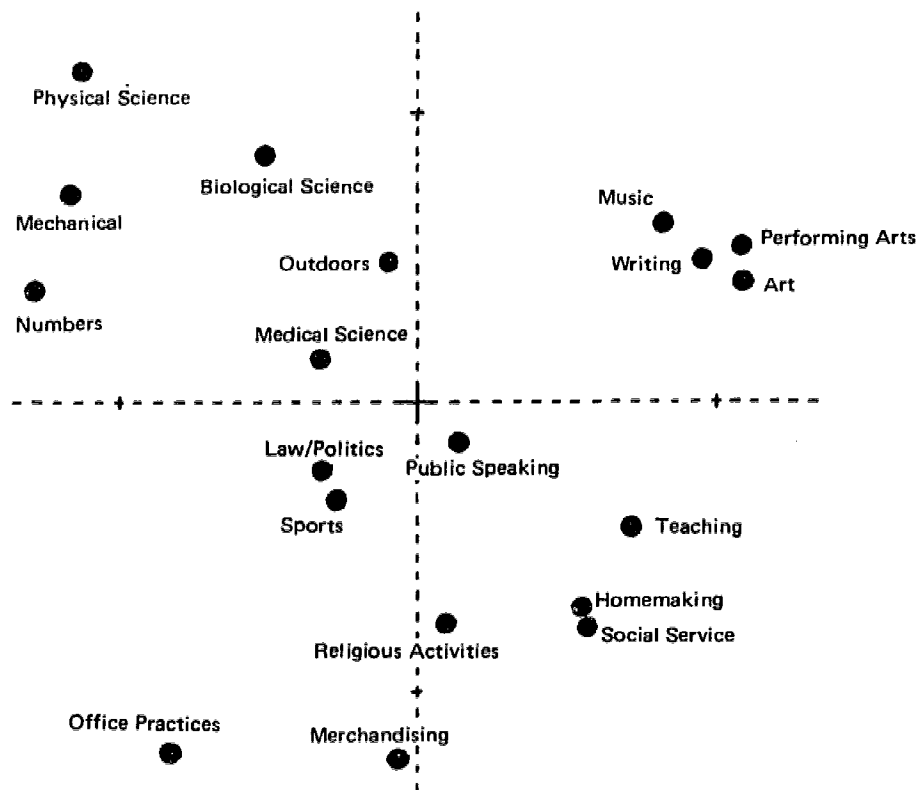 Physical Science
Biological Science
Mechanical
Music
Performing Arts
Outdoors
Writing
Art
Numbers
Medical Science
Law/Politics
Public Speaking
Sports
Teaching
Homemaking
Social Service
Religious Activities
Office Practices
Merchandising